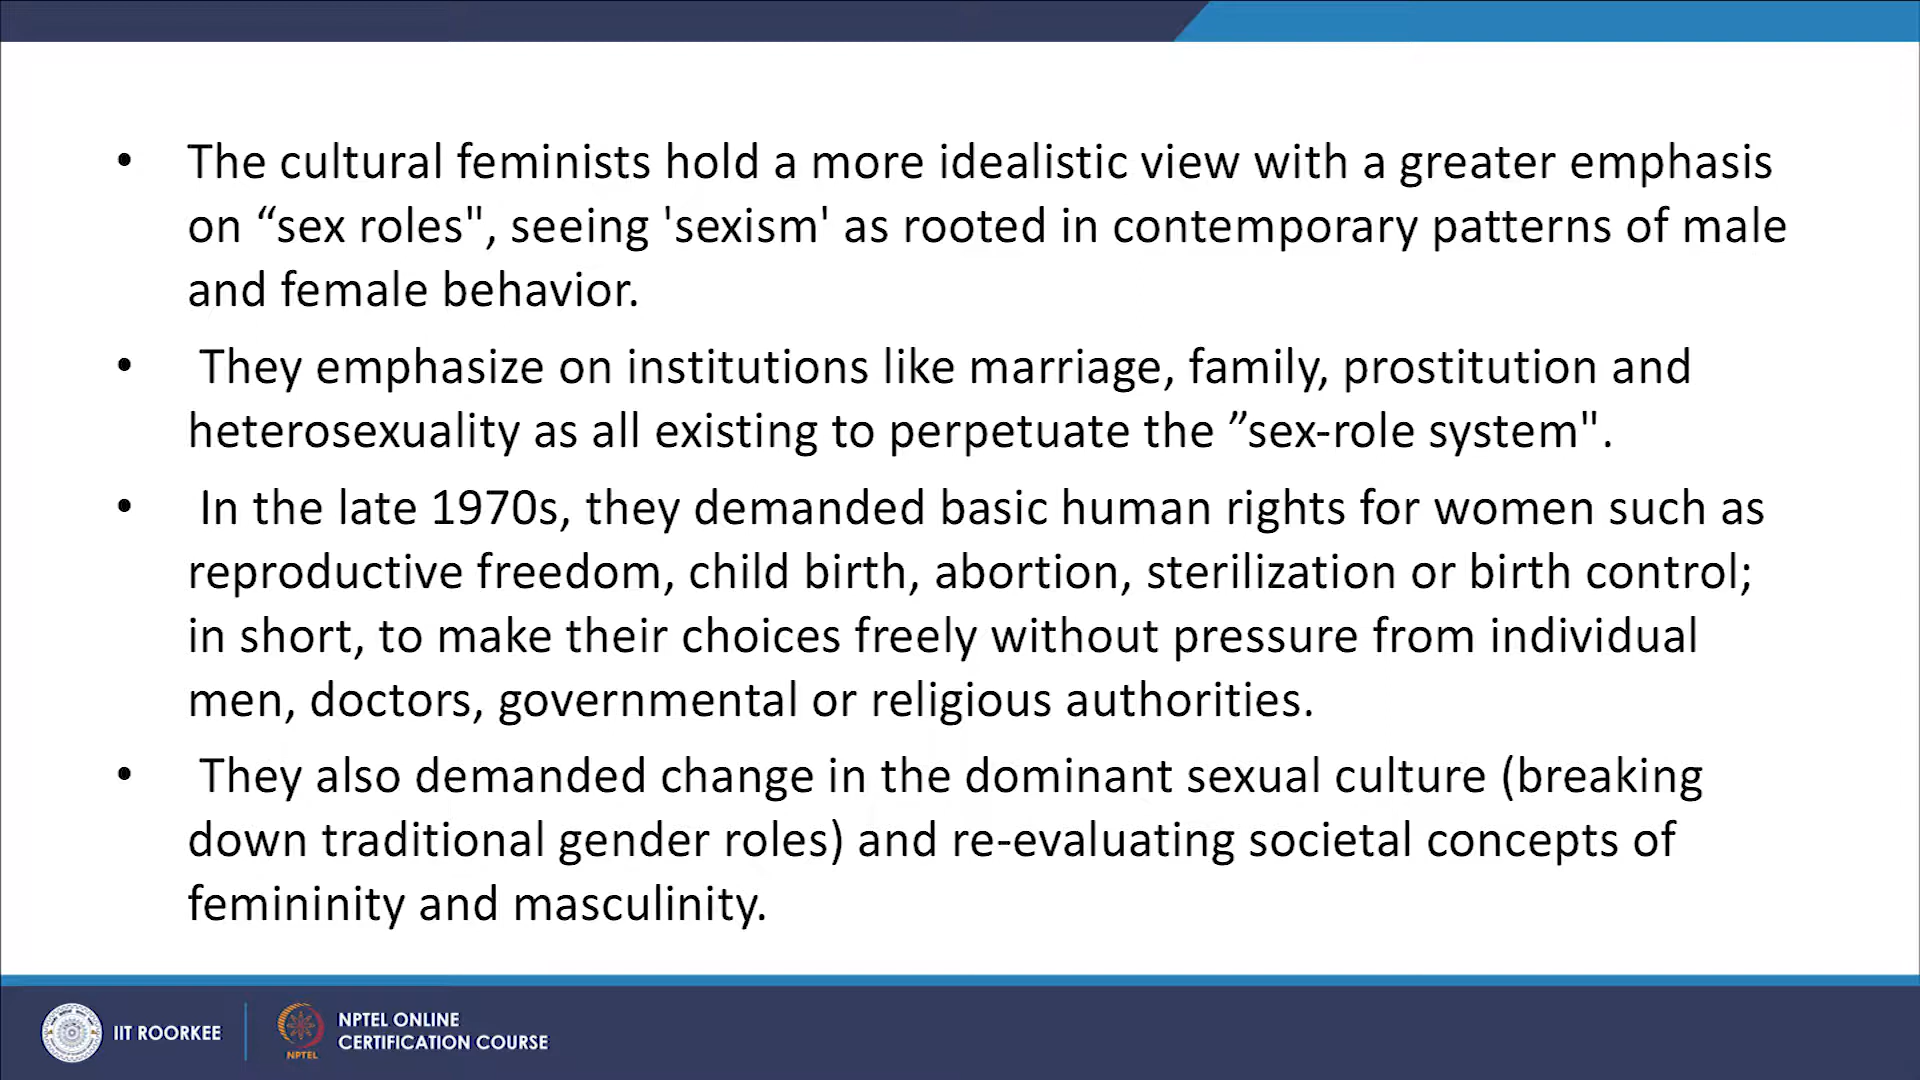 • The cultural feminists hold a more idealistic view with a greater emphasis
on “sex roles", seeing 'sexism' as rooted in contemporary patterns of male
and female behavior.
• They emphasize on institutions like marriage, family, prostitution and
heterosexuality as all existing to perpetuate the ”sex-role system".
• In the late 1970s, they demanded basic human rights for women such as
reproductive freedom, child birth, abortion, sterilization or birth control;
in short, to make their choices freely without pressure from individual
men, doctors, governmental or religious authorities.
• They also demanded change in the dominant sexual culture (breaking
down traditional gender roles) and re-evaluating societal concepts of
femininity and masculinity.
IIT ROORKEE
NPTEL
NPTEL ONLINE
CERTIFICATION COURSE